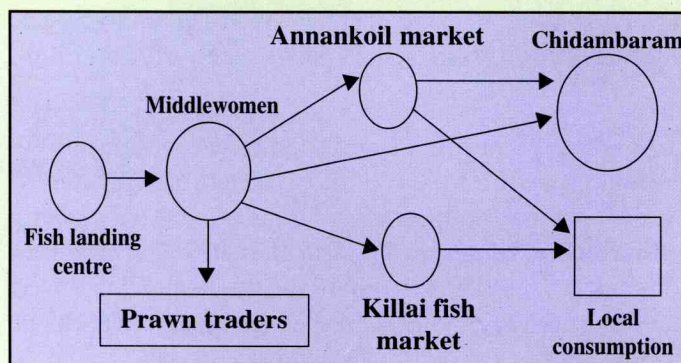 Annankoil market
Chidambaram
Middlewomen
Fish landing
centre
Prawn traders
Killai fish
market
Local
consumption